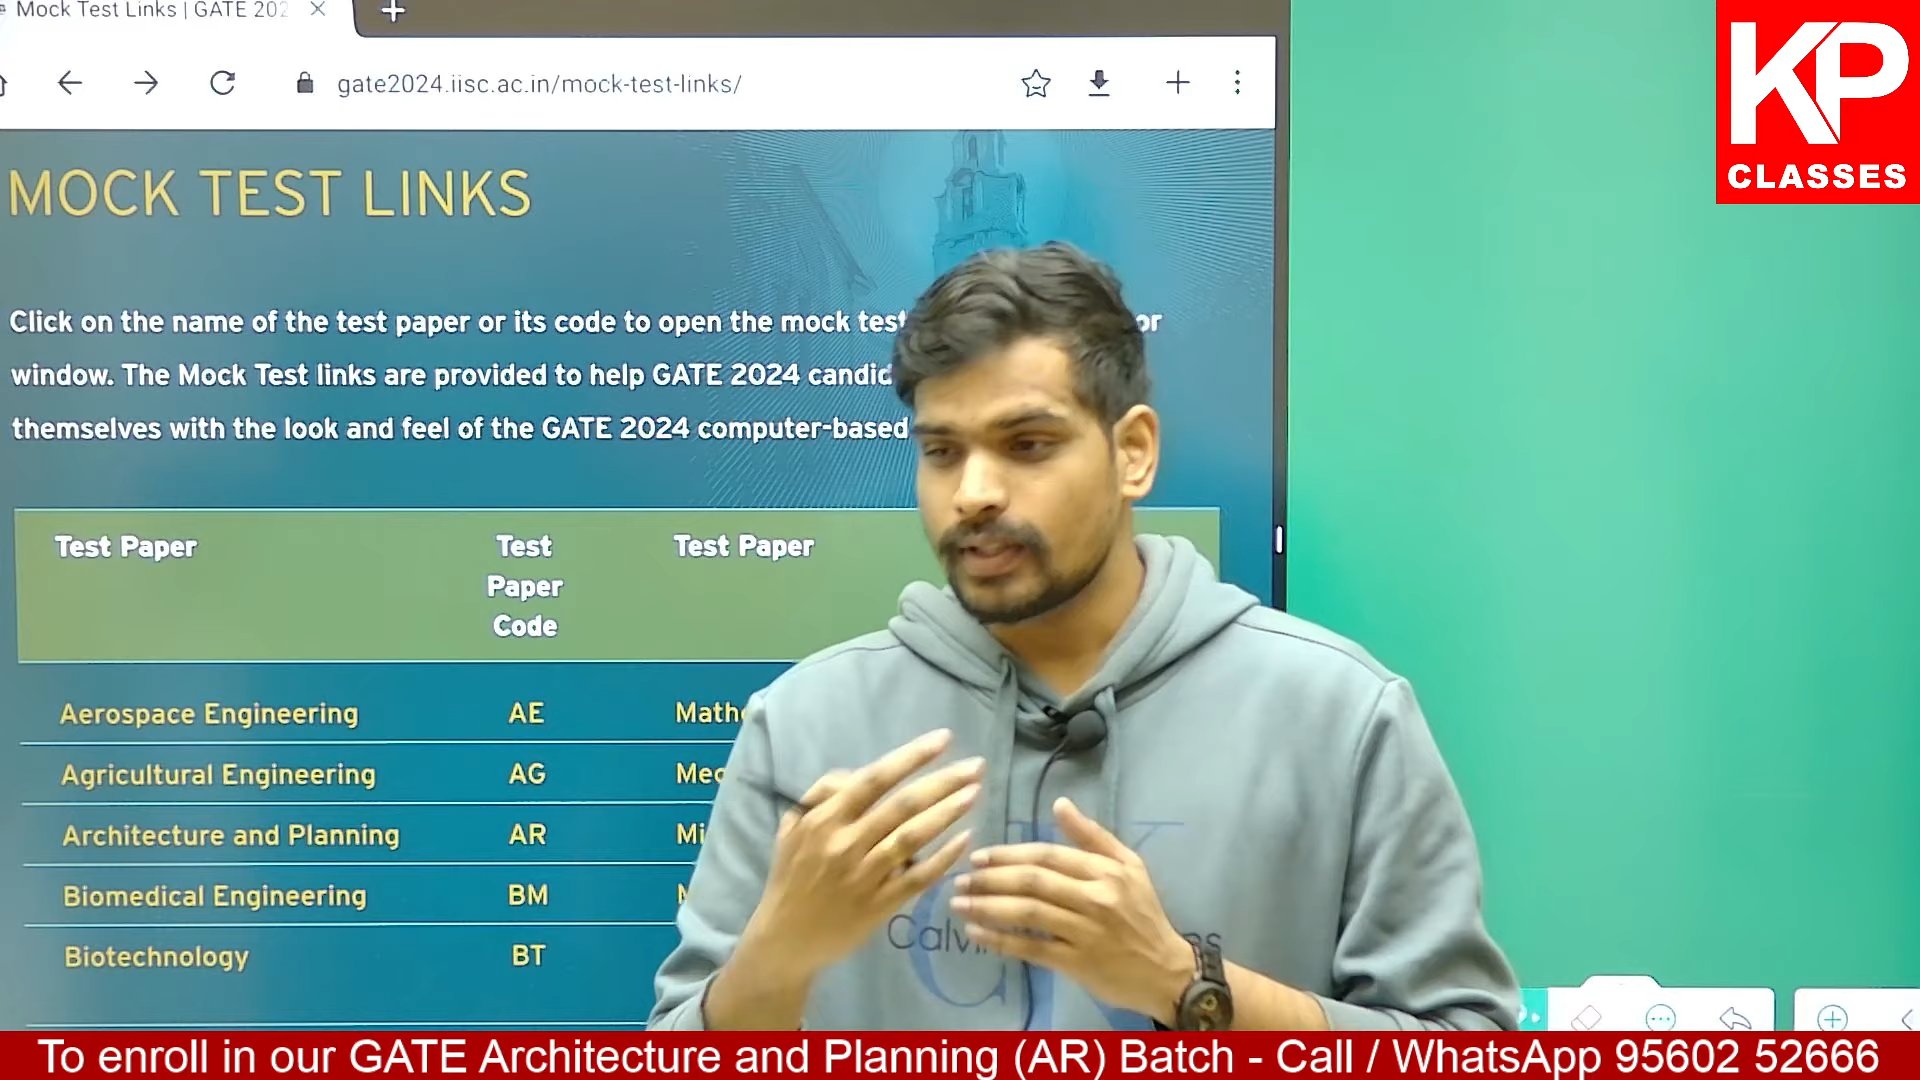 Mock Test Links | GATE 202
gate2024.iisc.ac.in/mock-test-links/
KP
CLASSES
MOCK TEST LINKS
Click on the name of the test paper or its code to open the mock test or
window. The Mock Test links are provided to help GATE 2024
themselves with the look and feel of the GATE 2024 computer-based
Test Paper Test Paper Code Test Paper
Aerospace Engineering AE
Agricultural Engineering AG
Architecture and Planning AR
Biomedical Engineering BM
Biotechnology BT
To enroll in our GATE Architecture and Planning (AR) Batch - Call / WhatsApp 95602 52666